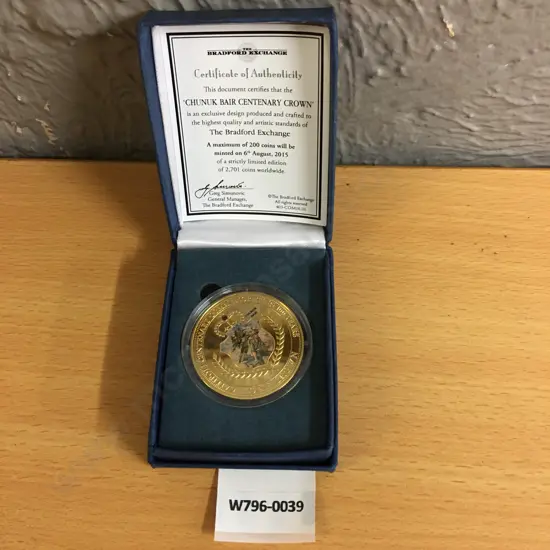 THE
BRADFORD EXCHANGE
Certificate of Authenticity
This document certifies that the
'CHUNUK BAIR CENTENARY CROWN'
is an exclusive design produced and crafted to
the highest quality and artistic standards of
The Bradford Exchange
A maximum of 200 coins will be
minted on 6th August, 2015
of a strictly limited edition
of 2,701 coins worldwide.
Greg Simunovic
General Manager,
The Bradford Exchange
©The Bradford Exchange
All rights reserved
W796-0039